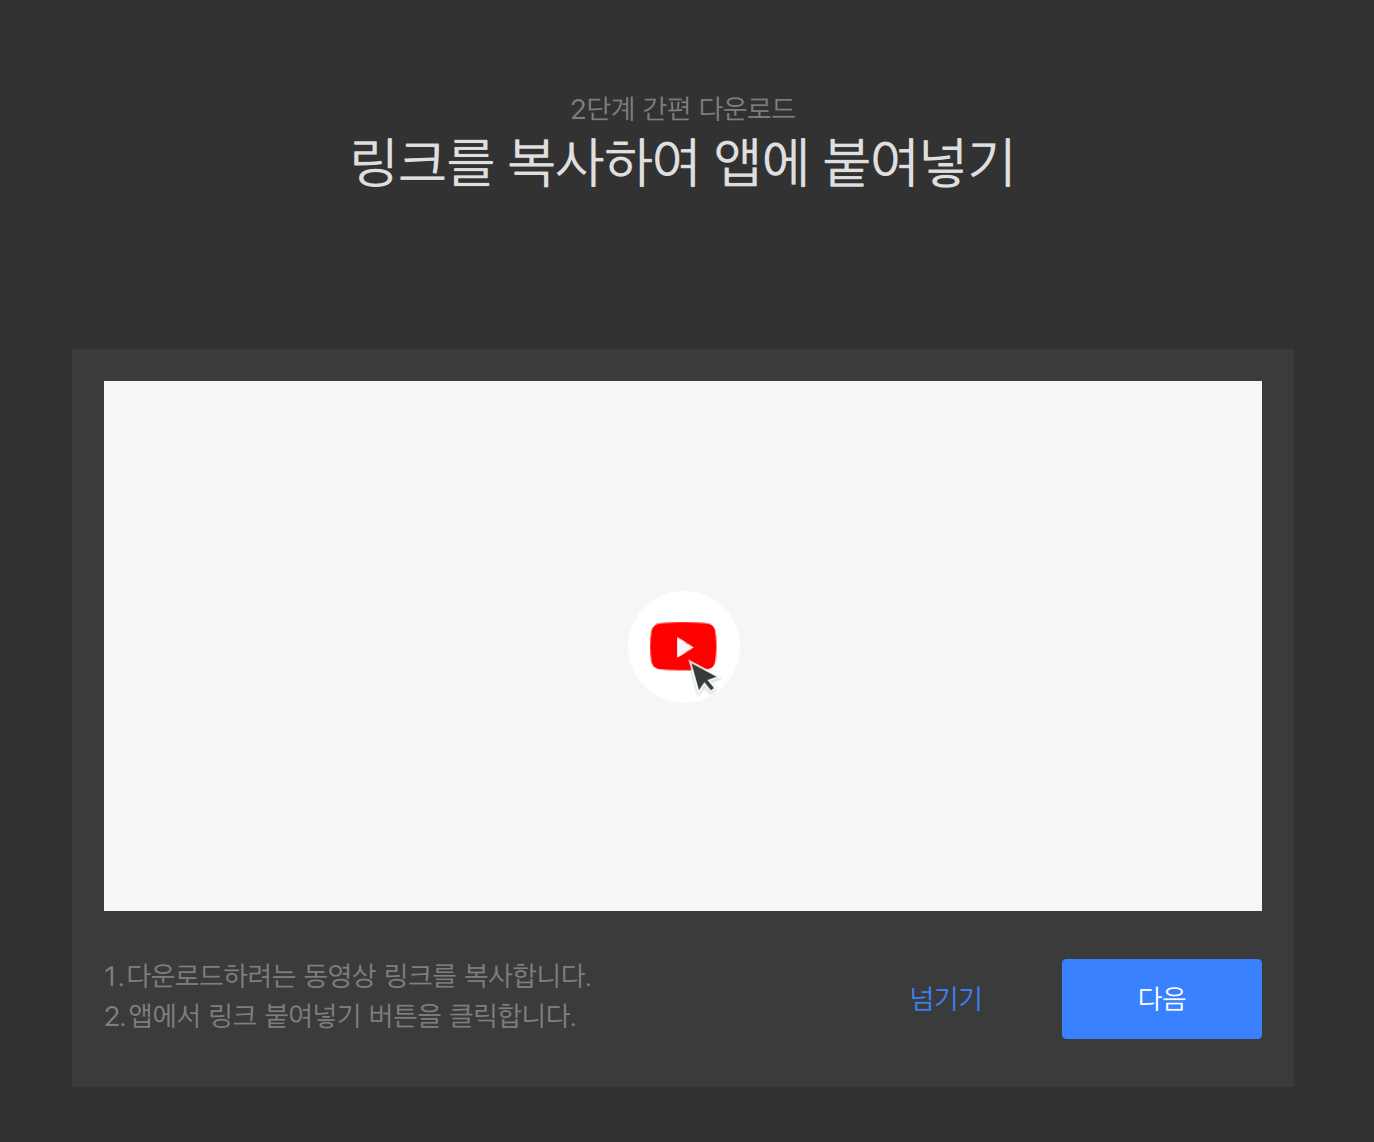 2단계 간편 다운로드
링크를 복사하여 앱에 붙여넣기
1.다운로드하려는 동영상 링크를 복사합니다.
2.앱에서 링크 붙여넣기 버튼을 클릭합니다.
넘기기
다음